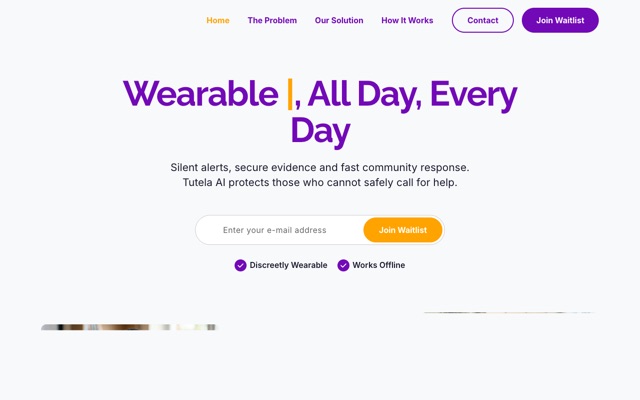 Home The Problem Our Solution How It Works Contact Join Waitlist
Wearable |, All Day, Every
Day
Silent alerts, secure evidence and fast community response.
Tutela AI protects those who cannot safely call for help.
Enter your e-mail address Join Waitlist
Discreetly Wearable Works Offline